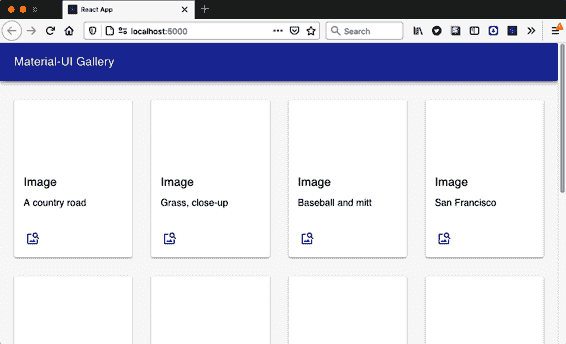 React App
localhost:5000
Search
Material-UI Gallery
Image Image Image Image
A country road Grass, close-up Baseball and mitt San Francisco